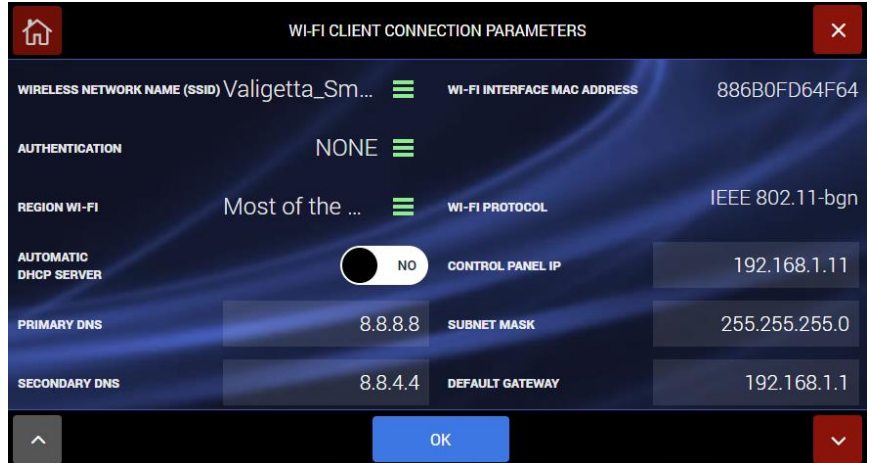 WI-FI CLIENT CONNECTION PARAMETERS
WIRELESS NETWORK NAME (SSID) Valigetta_Sm... WI-FI INTERFACE MAC ADDRESS 886B0FD64F64
AUTHENTICATION NONE
REGION WI-FI Most of the ... WI-FI PROTOCOL IEEE 802.11-bgn
AUTOMATIC
DHCP SERVER NO CONTROL PANEL IP 192.168.1.11
PRIMARY DNS 8.8.8.8 SUBNET MASK 255.255.255.0
SECONDARY DNS 8.8.4.4 DEFAULT GATEWAY 192.168.1.1
OK